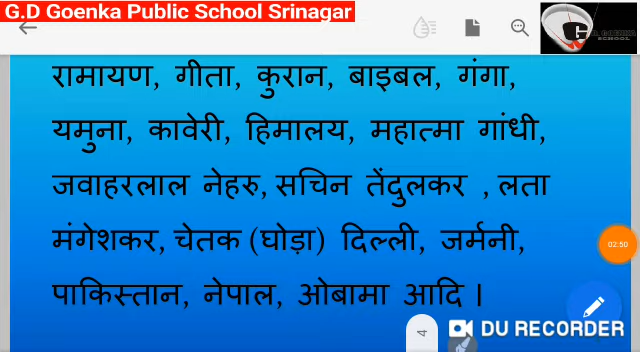 G.D Goenka Public School Srinagar
रामायण, गीता, कुरान, बाइबल, गंगा,
यमुना, कावेरी, हिमालय, महात्मा गांधी,
जवाहरलाल नेहरु, सचिन तेंदुलकर , लता
मंगेशकर, चेतक (घोड़ा) दिल्ली, जर्मनी,
02:50
पाकिस्तान, नेपाल, ओबामा आदि ।
4
DU RECORDER